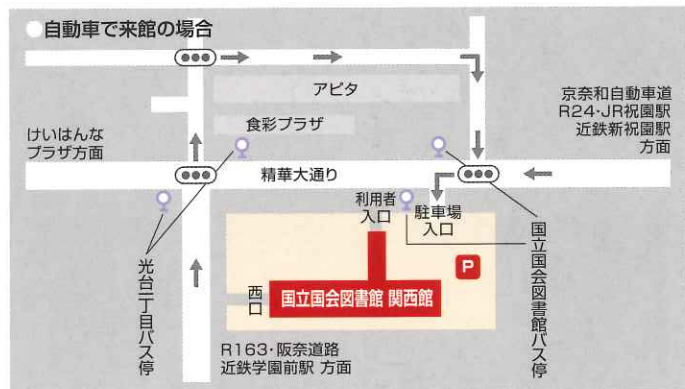 ●自動車で来館の場合
アピタ
食彩プラザ
京奈和自動車道
R24・JR祝園駅
近鉄新祝園駅
方面
けいはんな
プラザ方面
精華大通り
利用者
入口
駐車場
入口
P
光台一丁目バス停
国立国会図書館バス停
西口
国立国会図書館 関西館
R163・阪奈道路
近鉄学園前駅 方面